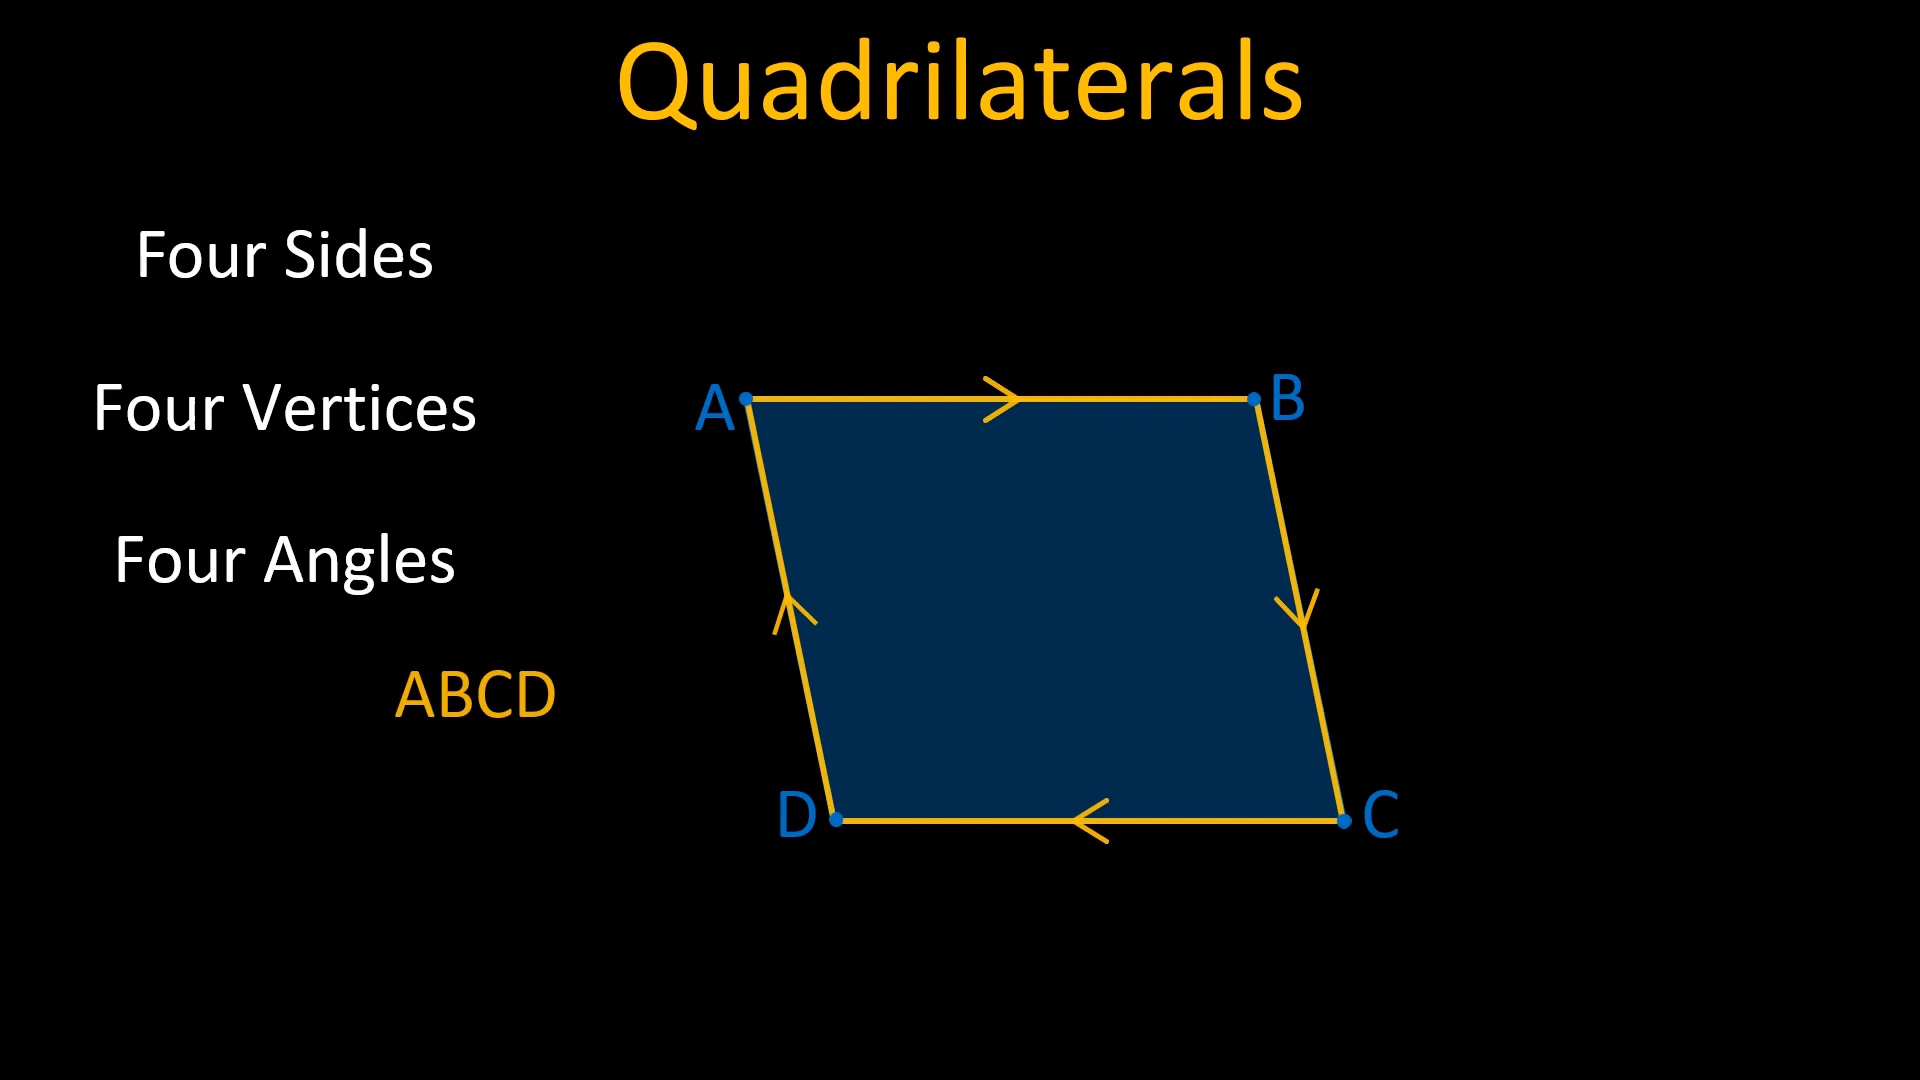 Quadrilaterals
Four Sides
Four Vertices
Four Angles
ABCD
A
B
D
C